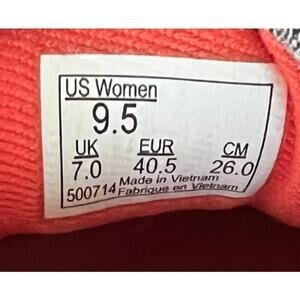 US Women
9.5
UK EUR CM
7.0 40.5 26.0
500714 Made in Vietnam
Fabrique en Vietnam